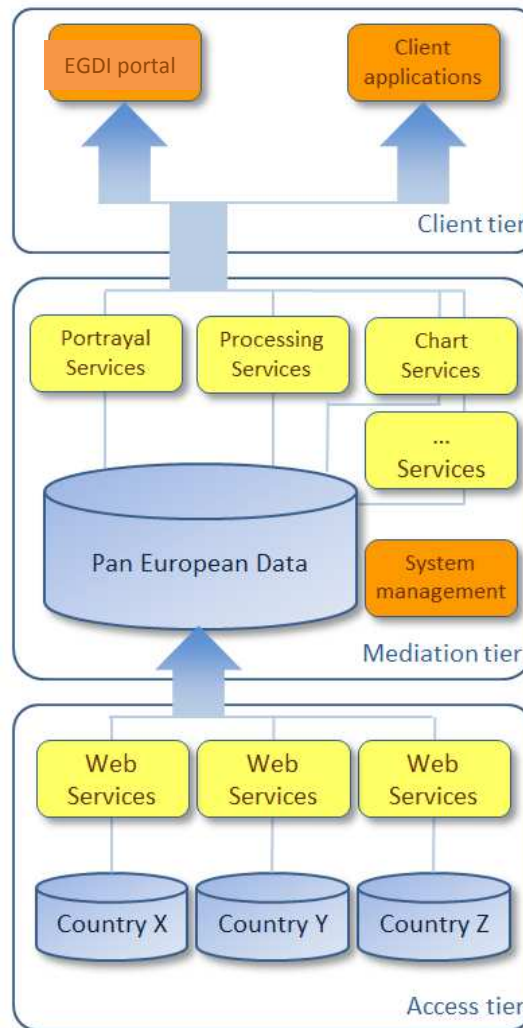 EGDI portal
Client
applications
Client tier
Portrayal
Services
Processing
Services
Chart
Services
...
Services
Pan European Data
System
management
Mediation tier
Web
Services
Web
Services
Web
Services
Country X
Country Y
Country Z
Access tier